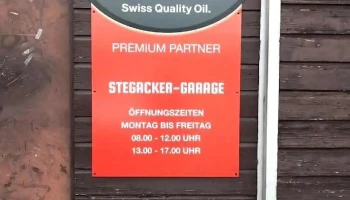 Swiss Quality Oil.
PREMIUM PARTNER
STEGACKER-GARAGE
ÖFFNUNGSZEITEN
MONTAG BIS FREITAG
08.00 - 12.00 UHR
13.00 - 17.00 UHR